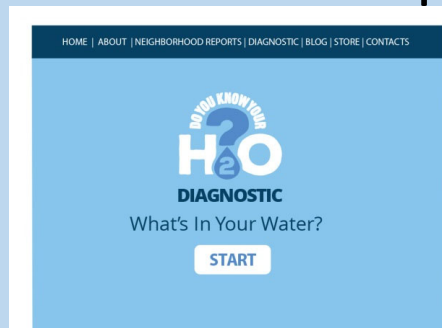 HOME | ABOUT | NEIGHBORHOOD REPORTS | DIAGNOSTIC | BLOG | STORE | CONTACTS
DO YOU KNOW YOUR
H2O
DIAGNOSTIC
What's In Your Water?
START